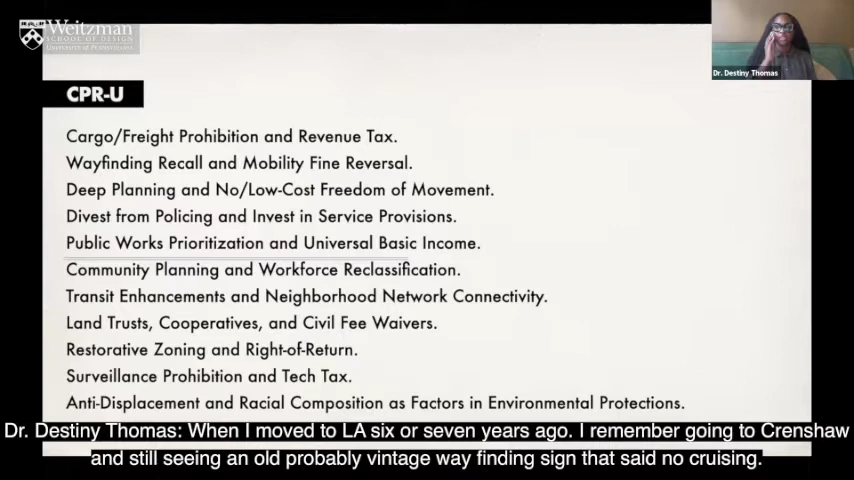 Weitzman
SCHOOL OF DESIGN
UNIVERSITY of PENNSYLVANIA
Dr. Destiny Thomas
CPR-U
Cargo/Freight Prohibition and Revenue Tax.
Wayfinding Recall and Mobility Fine Reversal.
Deep Planning and No/Low-Cost Freedom of Movement.
Divest from Policing and Invest in Service Provisions.
Public Works Prioritization and Universal Basic Income.
Community Planning and Workforce Reclassification.
Transit Enhancements and Neighborhood Network Connectivity.
Land Trusts, Cooperatives, and Civil Fee Waivers.
Restorative Zoning and Right-of-Return.
Surveillance Prohibition and Tech Tax.
Anti-Displacement and Racial Composition as Factors in Environmental Protections.
Dr. Destiny Thomas: When I moved to LA six or seven years ago. I remember going to Crenshaw
and still seeing an old probably vintage way finding sign that said no cruising.